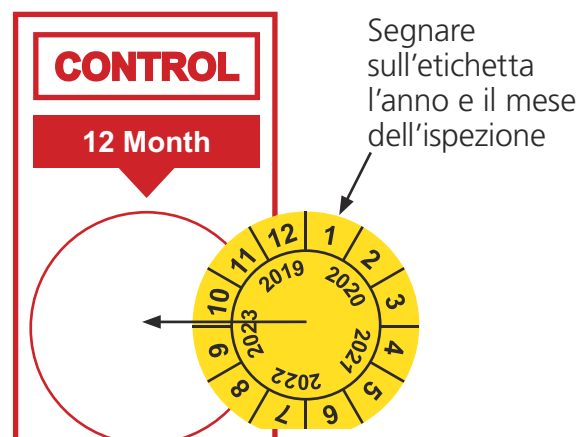 CONTROL
12 Month
Segnare
sull'etichetta
l'anno e il mese
dell'ispezione
12
1
2
3
4
5
6
7
8
9
10
11
2019
2020
2021
2022
2023